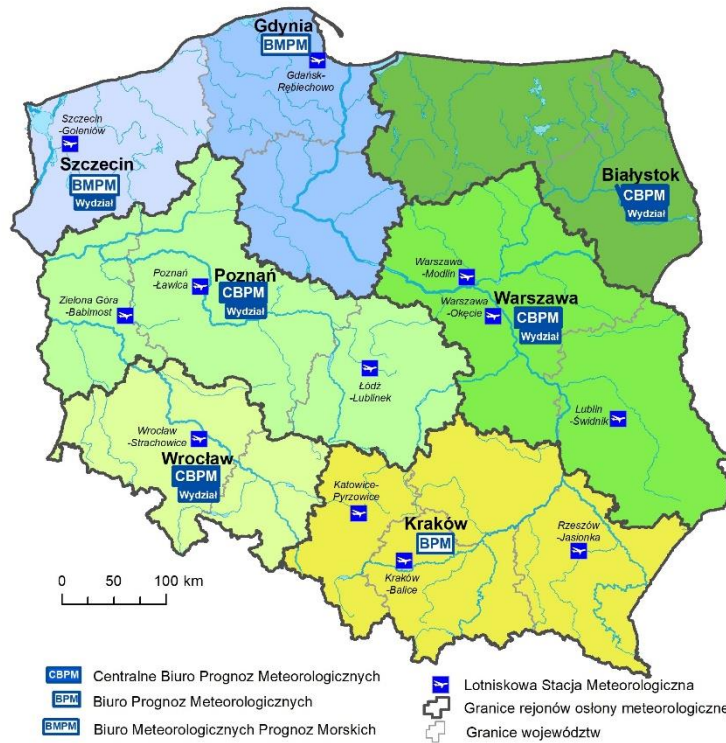 Gdynia
BMPM
Gdańsk-
Rębiechowo
Szczecin
-Goleniów
Szczecin
BMPM
Wydział
Białystok
CBPM
Wydział
Poznań
-Ławica
Poznań
CBPM
Wydział
Warszawa
-Modlin
Warszawa
-Okęcie
Warszawa
CBPM
Wydział
Zielona Góra
-Babimost
Łódź
-Lublinek
Lublin
-Świdnik
Wrocław
-Strachowice
Wrocław
CBPM
Wydział
Katowice-
Pyrzowice
Kraków
BPM
Kraków
-Balice
Rzeszów
-Jasionka
0 50 100 km
CBPM Centralne Biuro Prognoz Meteorologicznych
BPM Biuro Prognoz Meteorologicznych
BMPM Biuro Meteorologicznych Prognoz Morskich
Lotniskowa Stacja Meteorologiczna
Granice rejonów osłony meteorologiczne
Granice województw